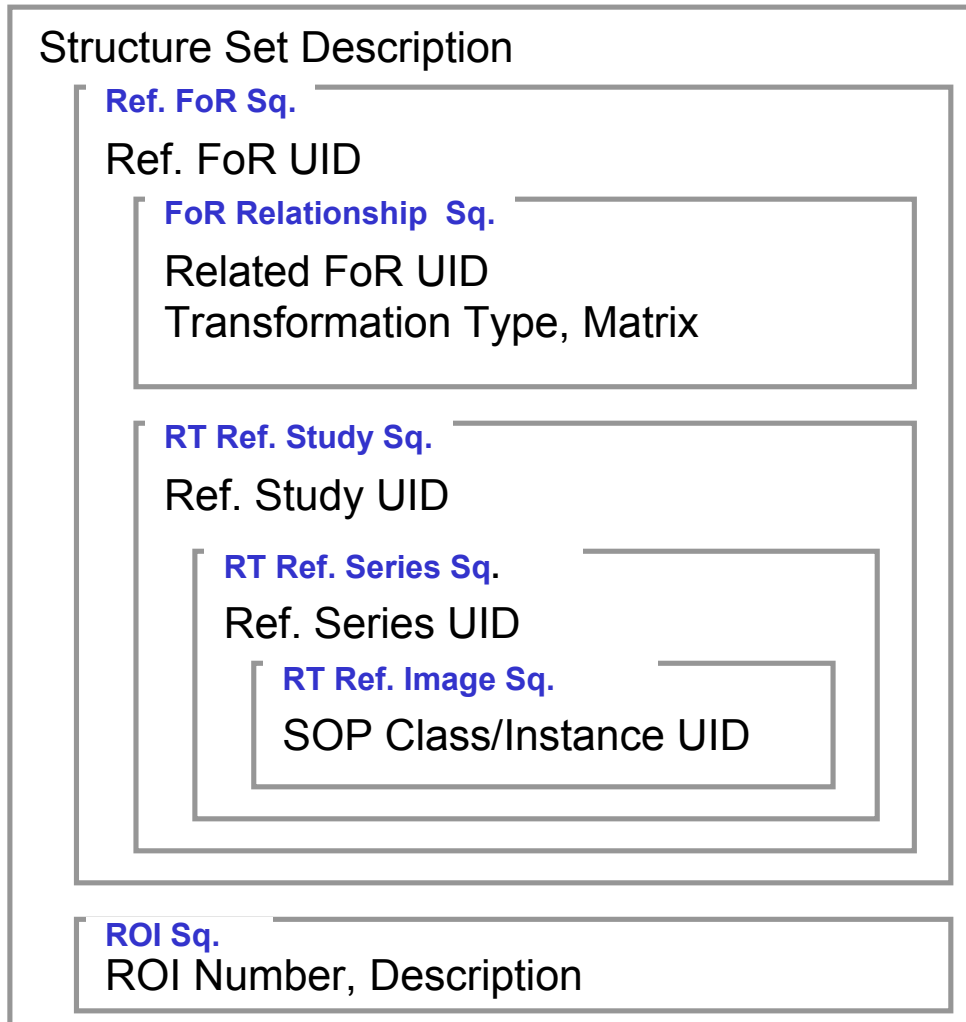 Structure Set Description
Ref. FoR Sq.
Ref. FoR UID
FoR Relationship Sq.
Related FoR UID
Transformation Type, Matrix
RT Ref. Study Sq.
Ref. Study UID
RT Ref. Series Sq.
Ref. Series UID
RT Ref. Image Sq.
SOP Class/Instance UID
ROI Sq.
ROI Number, Description